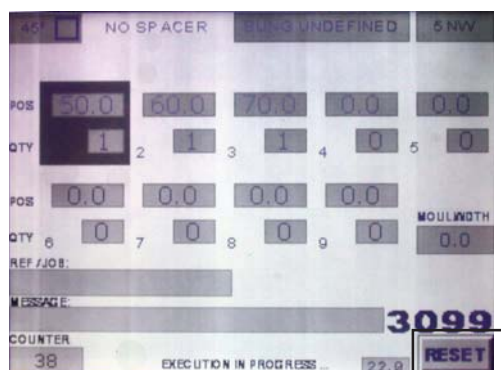 45° NO SPACER BLING UNDEFINED 5 NW
POS 50.0 60.0 70.0 0.0 0.0
QTY 1 2 1 3 1 4 0 5 0
POS 0.0 0.0 0.0 0.0
MOULWDTH
QTY 6 0 7 0 8 0 9 0 0.0
REF/JOB:
MESSAGE:
3099
COUNTER
38 EXECUTION IN PROGRESS... 22.9 RESET